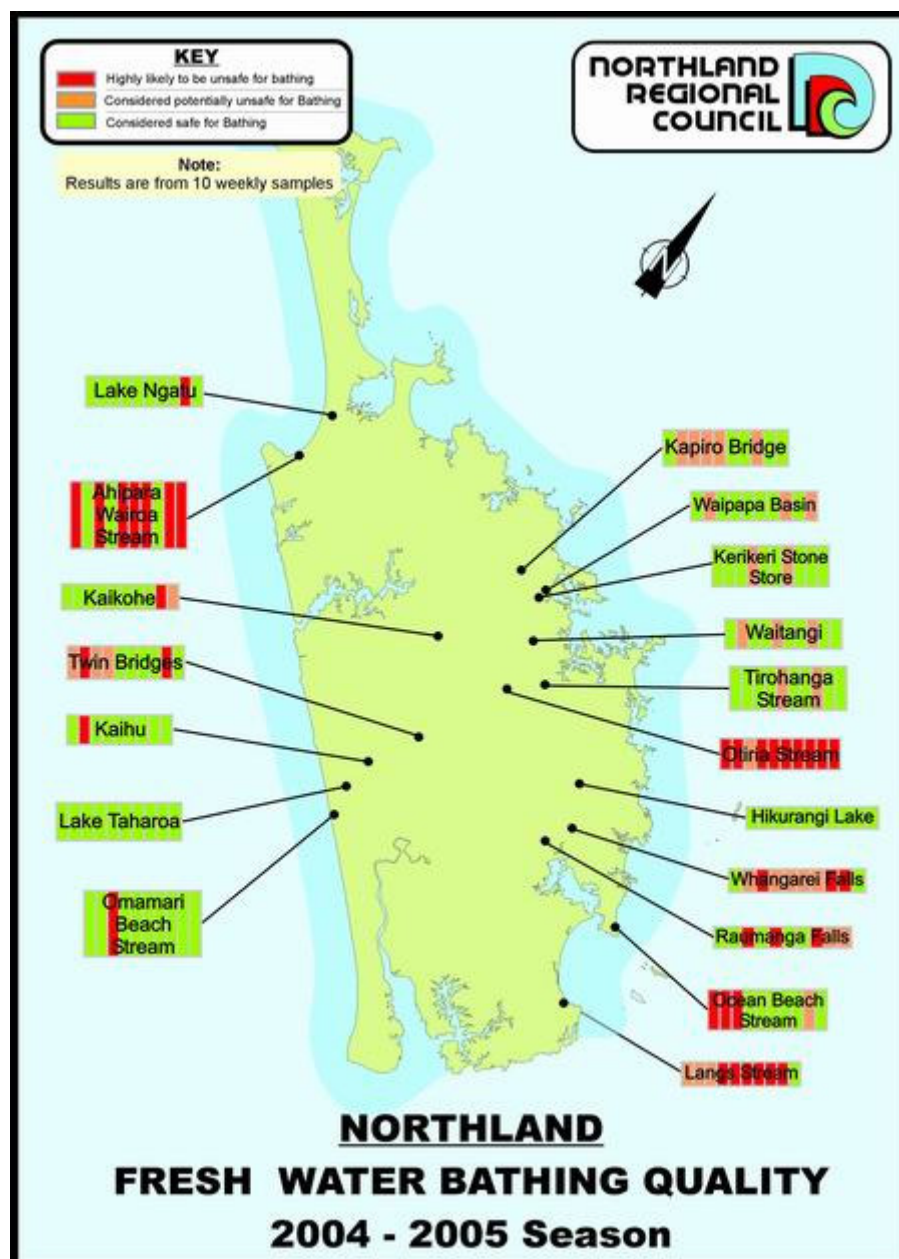 KEY
Highly likely to be unsafe for bathing
Considered potentially unsafe for Bathing
Considered safe for Bathing
NORTHLAND
REGIONAL
COUNCIL
Note:
Results are from 10 weekly samples
N
Lake Ngatu
Ahipara
Wairoa
Stream
Kaikohe
Twin Bridges
Kaihu
Lake Taharoa
Omamari
Beach
Stream
Kapiro Bridge
Waipapa Basin
Kerikeri Stone
Store
Waitangi
Tirohanga
Stream
Otiria Stream
Hikurangi Lake
Whangarei Falls
Raumanga Falls
Ocean Beach
Stream
Langs Stream
NORTHLAND
FRESH WATER BATHING QUALITY
2004 - 2005 Season